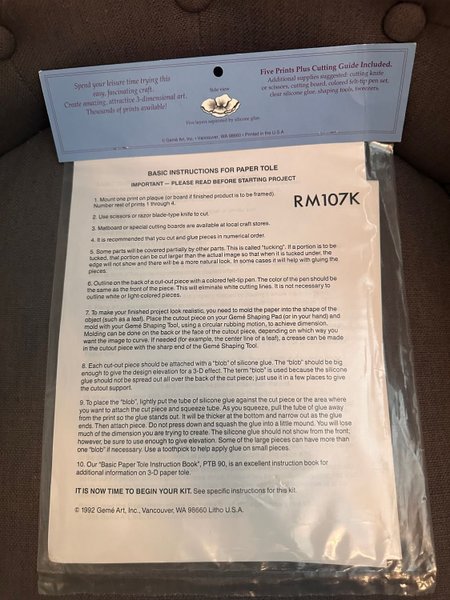 Spend your leisure time trying this
easy, fascinating craft.
Create amazing, attractive 3-dimensional art.
Thousands of prints available!
Side view
Five layers separated by silicone glue.
Five Prints Plus Cutting Guide Included.
Additional supplies suggested: cutting knife
or scissors, cutting board, colored felt-tip pen set,
clear silicone glue, shaping tools, tweezers.
© Gemé Art, Inc. • Vancouver, WA 98660 • Printed in the U.S.A.
BASIC INSTRUCTIONS FOR PAPER TOLE
IMPORTANT — PLEASE READ BEFORE STARTING PROJECT
RM107K
1. Mount one print on plaque (or board if finished product is to be framed).
Number rest of prints 1 through 4.
2. Use scissors or razor blade-type knife to cut.
3. Matboard or special cutting boards are available at local craft stores.
4. It is recommended that you cut and glue pieces in numerical order.
5. Some parts will be covered partially by other parts. This is called "tucking". If a portion is to be
tucked, that portion can be cut larger than the actual image so that when it is tucked under, the
edge will not show and there will be a more natural look. In some cases it will help with gluing the
pieces.
6. Outline on the back of a cut-out piece with a colored felt-tip pen. The color of the pen should be
the same as the front of the piece. This will eliminate white cutting lines. It is not necessary to
outline white or light-colored pieces.
7. To make your finished project look realistic, you need to mold the paper into the shape of the
object (such as a leaf). Place the cutout piece on your Gemé Shaping Pad (or in your hand) and
mold with your Gemé Shaping Tool, using a circular rubbing motion, to achieve dimension.
Molding can be done on the back or the face of the cutout piece, depending on which way you
want the image to curve. If needed (for example, the center line of a leaf), a crease can be made
in the cutout piece with the sharp end of the Gemé Shaping Tool.
8. Each cut-out piece should be attached with a "blob" of silicone glue. The "blob" should be big
enough to give the design elevation for a 3-D effect. The term "blob" is used because the silicone
glue should not be spread out all over the back of the cut piece; just use it in a few places to give
the cutout support.
9. To place the "blob", lightly put the tube of silicone glue against the cut piece or the area where
you want to attach the cut piece and squeeze tube. As you squeeze, pull the tube of glue away
from the print so the glue stands out. It will be thicker at the bottom and narrow out as the glue
ends. Then attach piece. Do not press down and squash the glue into a little mound. You will lose
much of the dimension you are trying to create. The silicone glue should not show from the front;
however, be sure to use enough to give elevation. Some of the large pieces can have more than
one "blob" if necessary. Use a toothpick to help apply glue on small pieces.
10. Our "Basic Paper Tole Instruction Book", PTB 90, is an excellent instruction book for
additional information on 3-D paper tole.
IT IS NOW TIME TO BEGIN YOUR KIT. See specific instructions for this kit.
© 1992 Gemé Art, Inc., Vancouver, WA 98660 Litho U.S.A.